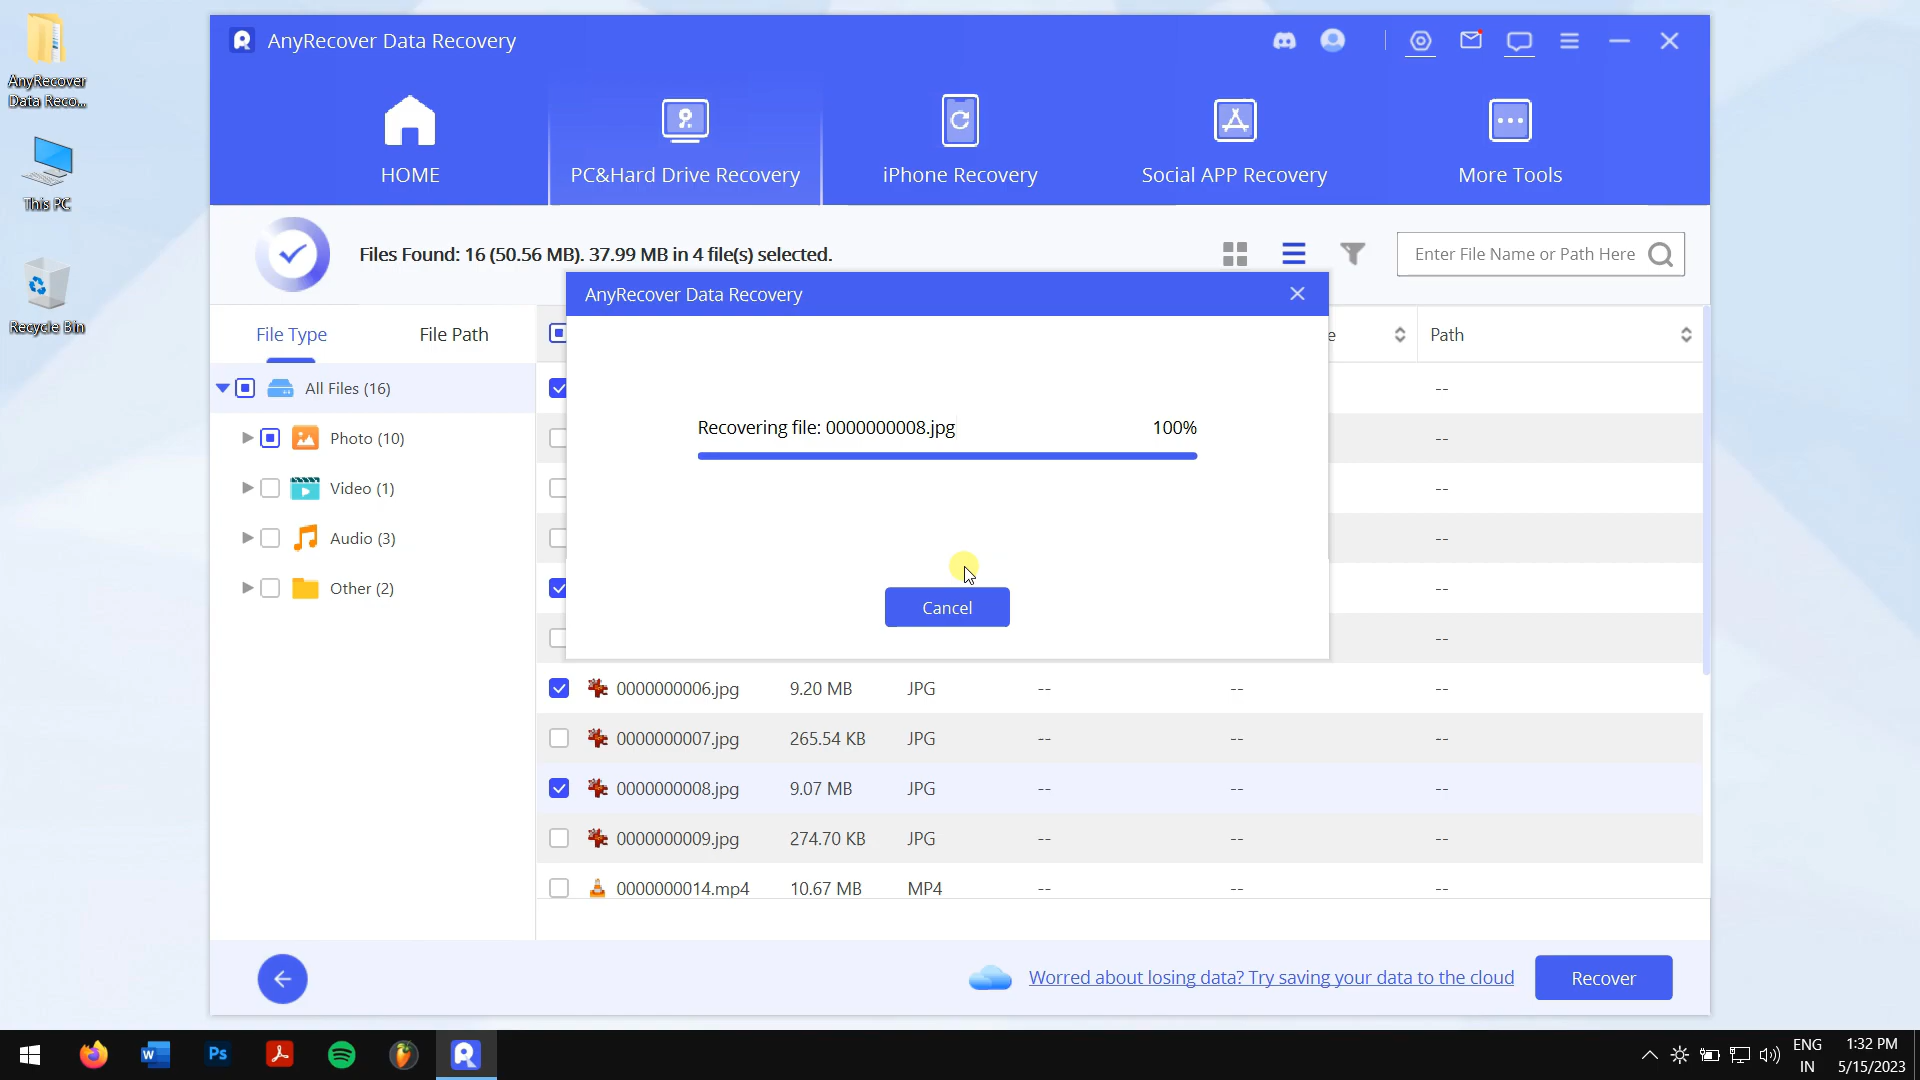 AnyRecover
Data Reco...
This PC
Recycle Bin
AnyRecover Data Recovery
HOME
PC&Hard Drive Recovery
iPhone Recovery
Social APP Recovery
More Tools
Files Found: 16 (50.56 MB). 37.99 MB in 4 file(s) selected.
Enter File Name or Path Here
File Type
File Path
e
Path
All Files (16)
Photo (10)
Video (1)
Audio (3)
Other (2)
AnyRecover Data Recovery
Recovering file: 0000000008.jpg 100%
Cancel
--
--
--
--
--
--
0000000006.jpg 9.20 MB JPG -- -- --
0000000007.jpg 265.54 KB JPG -- -- --
0000000008.jpg 9.07 MB JPG -- -- --
0000000009.jpg 274.70 KB JPG -- -- --
0000000014.mp4 10.67 MB MP4 -- -- --
Worred about losing data? Try saving your data to the cloud
Recover
Ps
ENG
IN
1:32 PM
5/15/2023